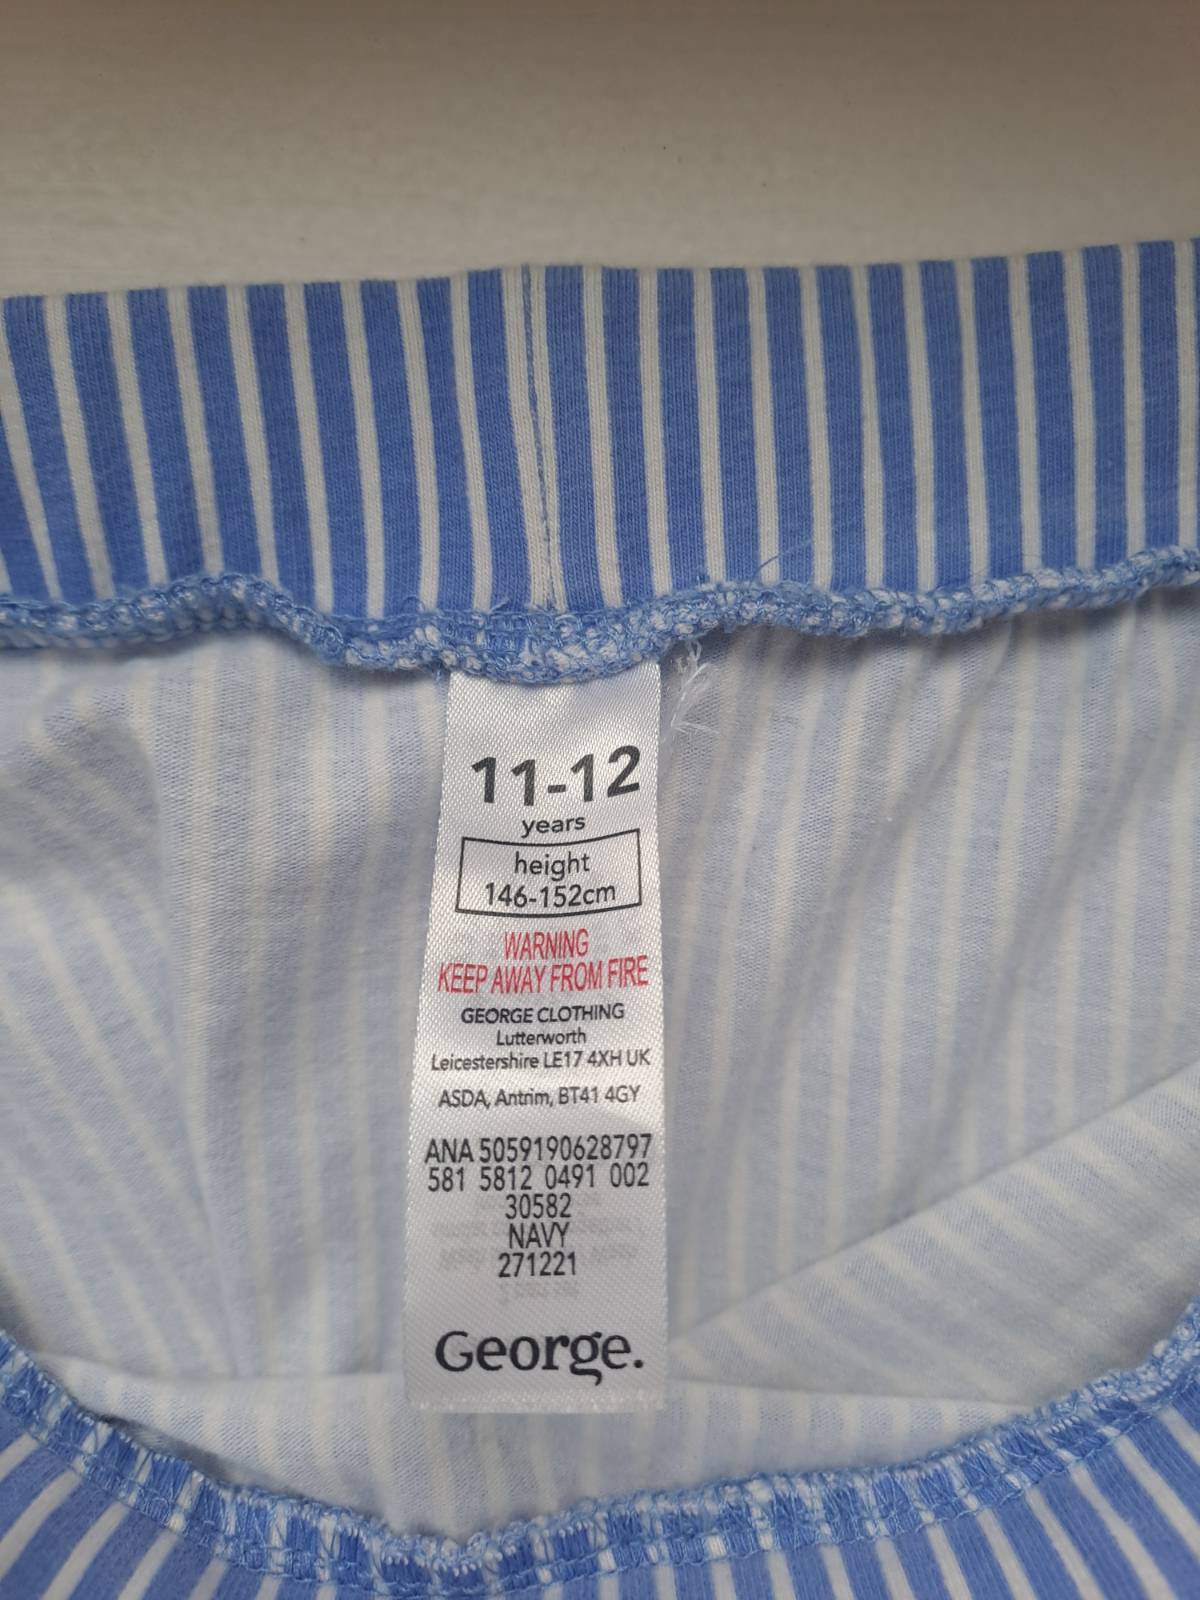 11-12
years
height
146-152cm
WARNING
KEEP AWAY FROM FIRE
GEORGE CLOTHING
Lutterworth
Leicestershire LE17 4XH UK
ASDA, Antrim, BT41 4GY
ANA 5059190628797
581 5812 0491 002
30582
NAVY
271221
George.